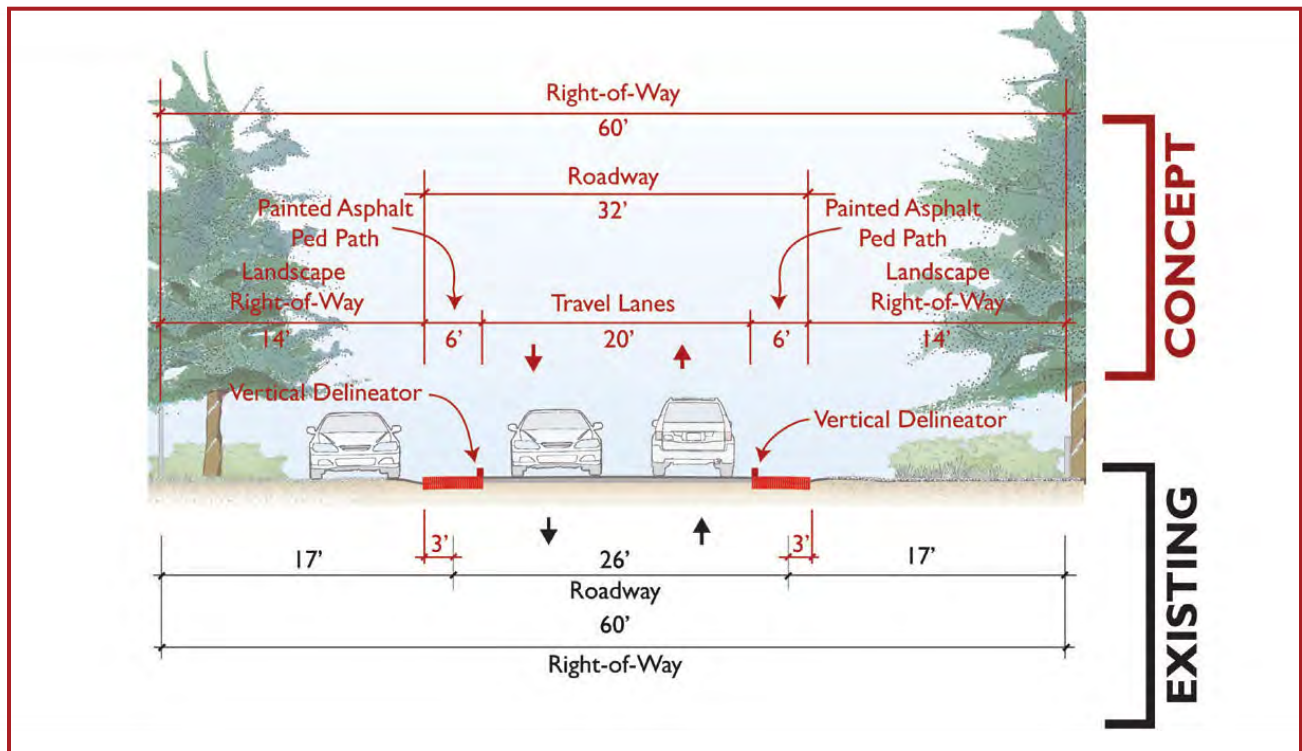 Right-of-Way
60’
Roadway
32’
Painted Asphalt
Ped Path
Painted Asphalt
Ped Path
Landscape
Right-of-Way
Landscape
Right-of-Way
Travel Lanes
14’
6’
20’
6’
14’
Vertical Delineator
Vertical Delineator
CONCEPT
3’
3’
17’
26’
17’
Roadway
60’
Right-of-Way
EXISTING